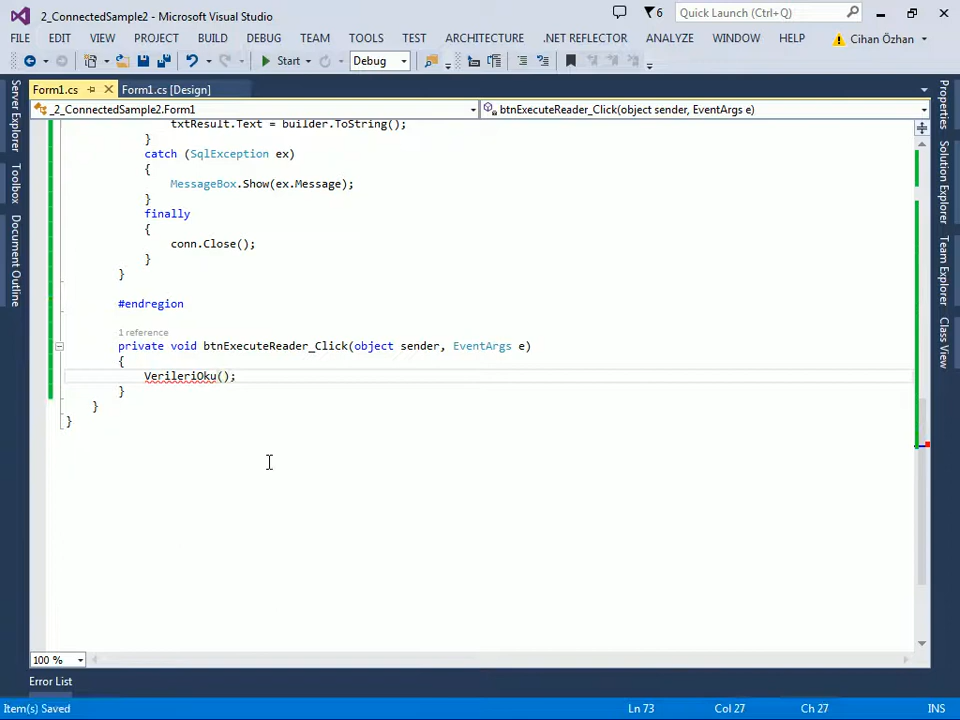 2_ConnectedSample2 - Microsoft Visual Studio
6
Quick Launch (Ctrl+Q)
FILE EDIT VIEW PROJECT BUILD DEBUG TEAM TOOLS TEST ARCHITECTURE .NET REFLECTOR ANALYZE WINDOW HELP Cihan Özhan
Start Debug
Form1.cs Form1.cs [Design]
_2_ConnectedSample2.Form1 btnExecuteReader_Click(object sender, EventArgs e)
Server Explorer
Toolbox
Document Outline
txtResult.Text = builder.ToString();
}
catch (SqlException ex)
{
MessageBox.Show(ex.Message);
}
finally
{
conn.Close();
}
}
#endregion
1 reference
private void btnExecuteReader_Click(object sender, EventArgs e)
{
VerileriOku();
}
}
}
Properties
Solution Explorer
Team Explorer
Class View
100 %
Error List
Item(s) Saved Ln 73 Col 27 Ch 27 INS